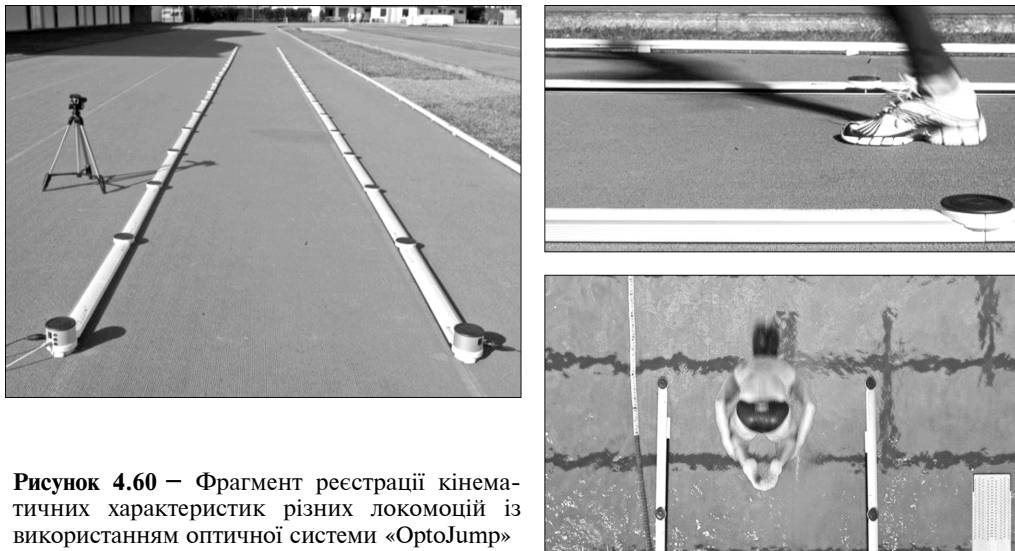 Рисунок 4.60 — Фрагмент реєстрації кінема-
тичних характеристик різних локомоцій із
використанням оптичної системи «OptoJump»